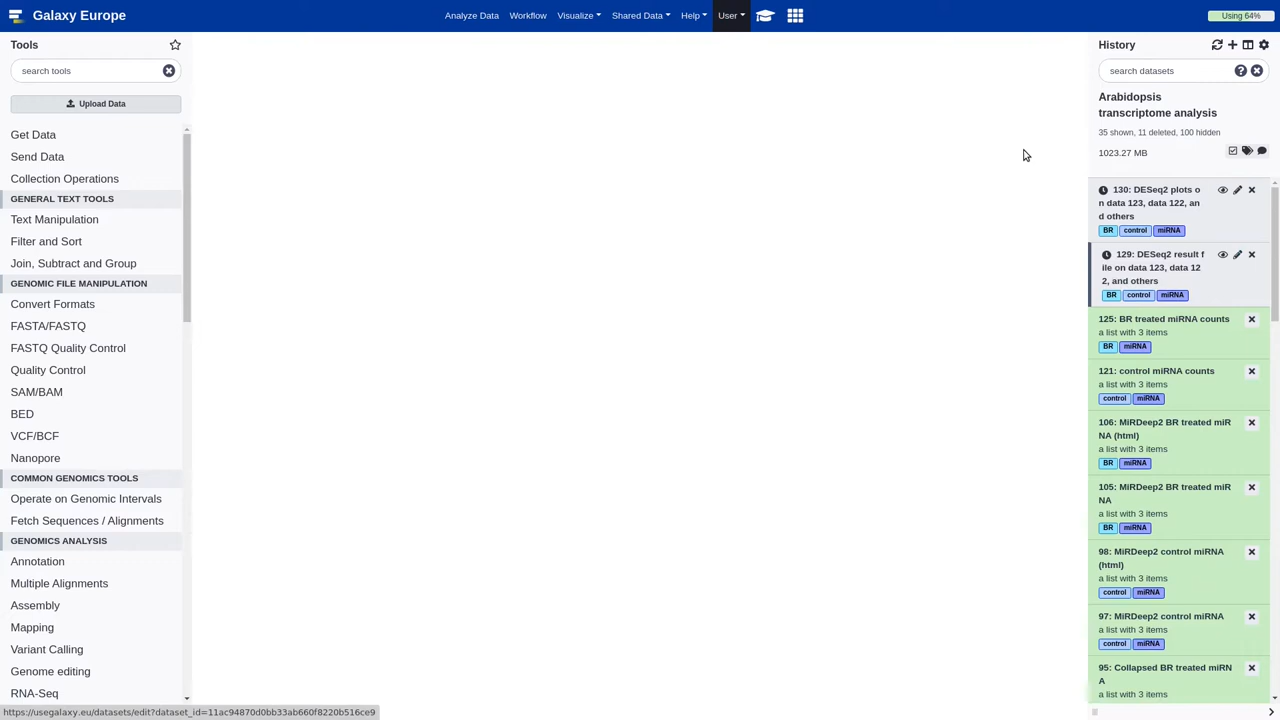 Galaxy Europe
Analyze Data Workflow Visualize Shared Data Help User
Using 64%
Tools
search tools
Upload Data
Get Data
Send Data
Collection Operations
GENERAL TEXT TOOLS
Text Manipulation
Filter and Sort
Join, Subtract and Group
GENOMIC FILE MANIPULATION
Convert Formats
FASTA/FASTQ
FASTQ Quality Control
Quality Control
SAM/BAM
BED
VCF/BCF
Nanopore
COMMON GENOMICS TOOLS
Operate on Genomic Intervals
Fetch Sequences / Alignments
GENOMICS ANALYSIS
Annotation
Multiple Alignments
Assembly
Mapping
Variant Calling
Genome editing
RNA-Seq
https://usegalaxy.eu/datasets/edit?dataset_id=11ac94870d0bb33ab660f8220b516ce9
History
search datasets
Arabidopsis
transcriptome analysis
35 shown, 11 deleted, 100 hidden
1023.27 MB
130: DESeq2 plots o
n data 123, data 122, an
d others
BR control miRNA
129: DESeq2 result f
ile on data 123, data 12
2, and others
BR control miRNA
125: BR treated miRNA counts
a list with 3 items
BR miRNA
121: control miRNA counts
a list with 3 items
control miRNA
106: MiRDeep2 BR treated miR
NA (html)
a list with 3 items
BR miRNA
105: MiRDeep2 BR treated miR
NA
a list with 3 items
BR miRNA
98: MiRDeep2 control miRNA
(html)
a list with 3 items
control miRNA
97: MiRDeep2 control miRNA
a list with 3 items
control miRNA
95: Collapsed BR treated miRN
A
a list with 3 items